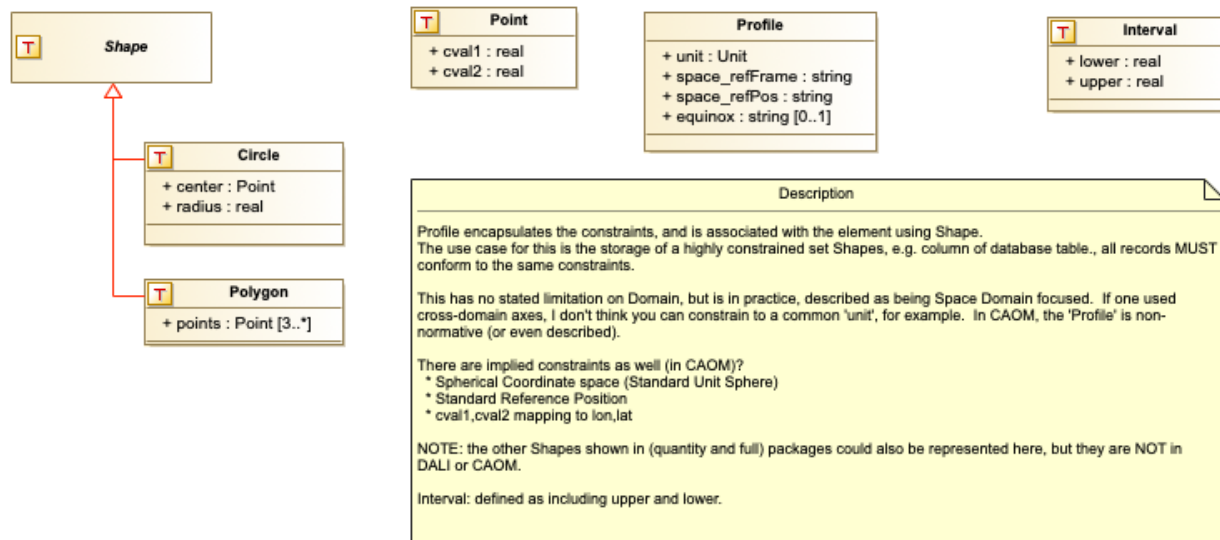 T
Shape
T
Point
+ cval1 : real
+ cval2 : real
Profile
+ unit : Unit
+ space_refFrame : string
+ space_refPos : string
+ equinox : string [0..1]
T
Interval
+ lower : real
+ upper : real
T
Circle
+ center : Point
+ radius : real
T
Polygon
+ points : Point [3..*]
Description
Profile encapsulates the constraints, and is associated with the element using Shape.
The use case for this is the storage of a highly constrained set Shapes, e.g. column of database table., all records MUST
conform to the same constraints.
This has no stated limitation on Domain, but is in practice, described as being Space Domain focused.  If one used
cross-domain axes, I don't think you can constrain to a common 'unit', for example.  In CAOM, the 'Profile' is non-
normative (or even described).
There are implied constraints as well (in CAOM)?
* Spherical Coordinate space (Standard Unit Sphere)
* Standard Reference Position
* cval1,cval2 mapping to lon,lat
NOTE: the other Shapes shown in (quantity and full) packages could also be represented here, but they are NOT in
DALI or CAOM.
Interval: defined as including upper and lower.